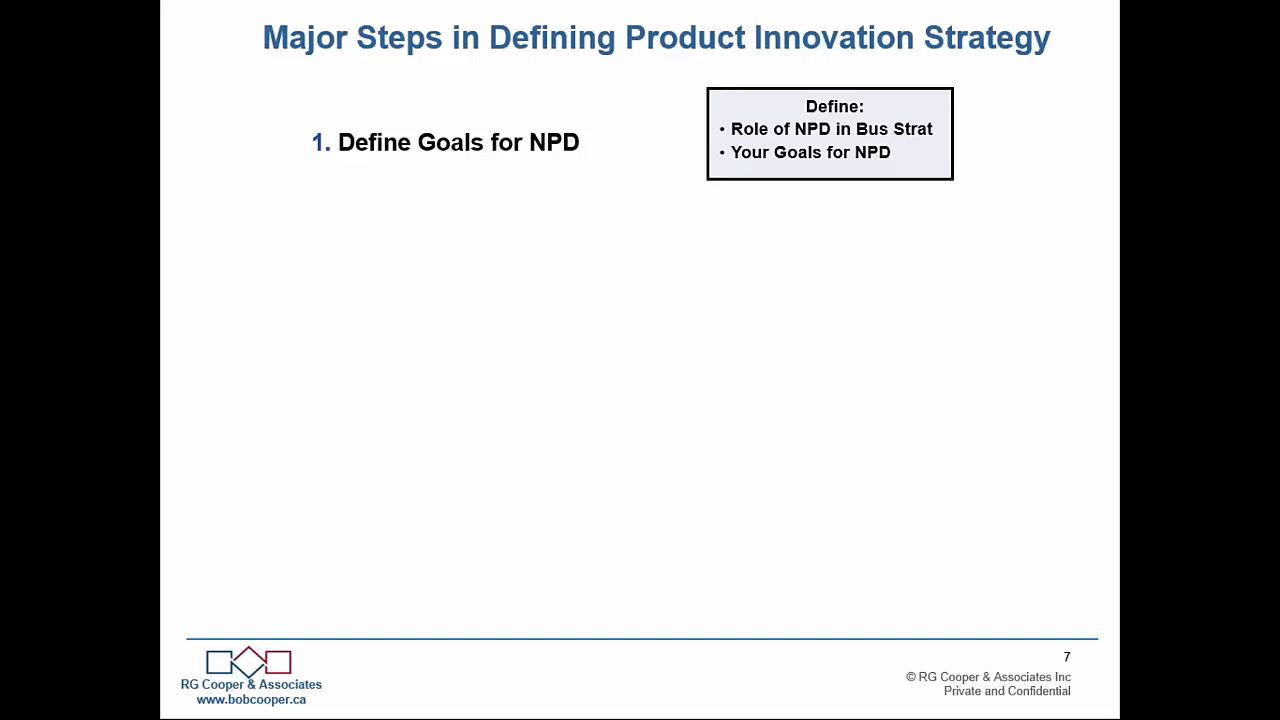 Major Steps in Defining Product Innovation Strategy
1. Define Goals for NPD
Define:
• Role of NPD in Bus Strat
• Your Goals for NPD
RG Cooper & Associates
www.bobcooper.ca
7
© RG Cooper & Associates Inc
Private and Confidential